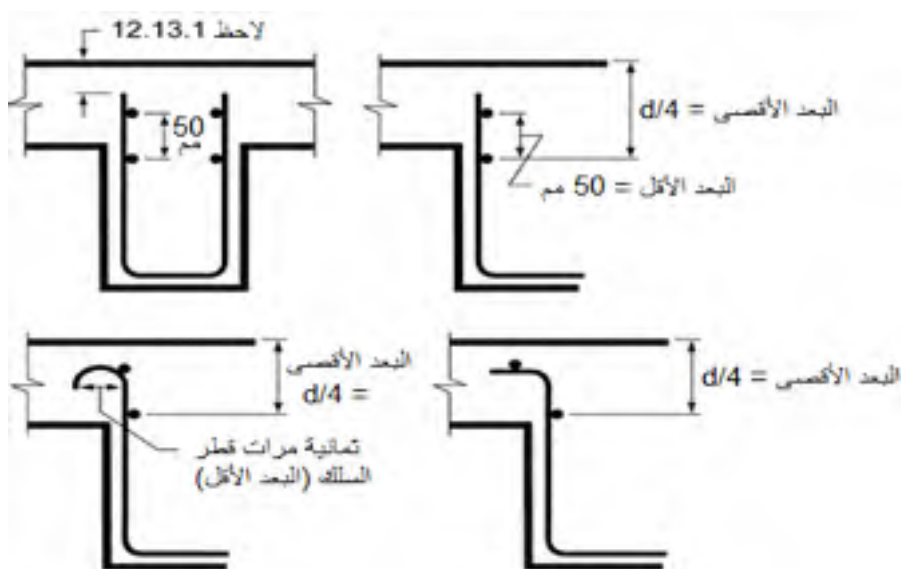 لاحظ 12.13.1
50
مم
البعد الأقصى = d/4
البعد الأقل = 50 مم
البعد الأقصى
= d/4
ثمانية مرات قطر
السلك (البعد الأقل)
البعد الأقصى = d/4